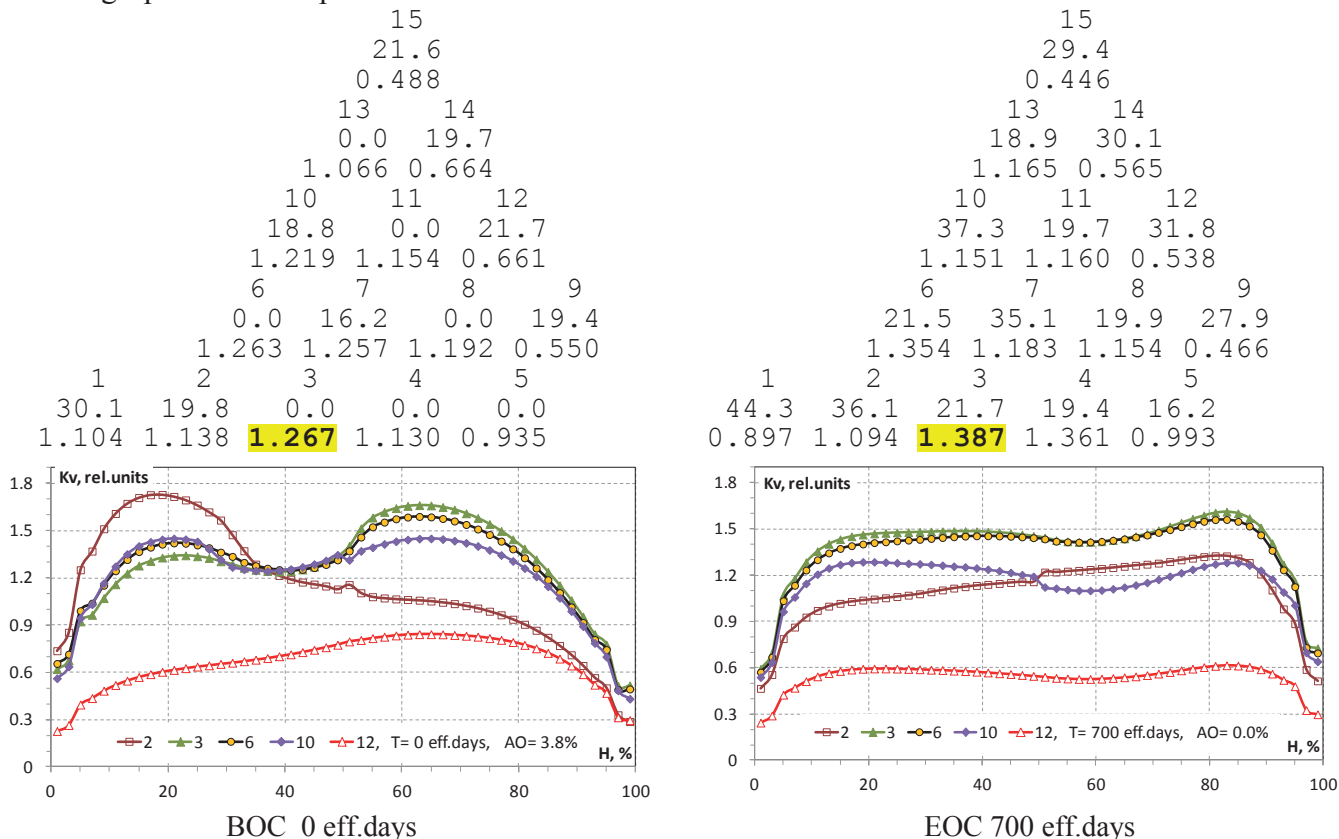 15
21.6
0.488
13 14
0.0 19.7
1.066 0.664
10 11 12
18.8 0.0 21.7
1.219 1.154 0.661
6 7 8 9
0.0 16.2 0.0 19.4
1.263 1.257 1.192 0.550
1 2 3 4 5
30.1 19.8 0.0 0.0 0.0
1.104 1.138 1.267 1.130 0.935
Kv, rel.units
1.8
1.5
1.2
0.9
0.6
0.3
0
2 3 6 10 12, T= 0 eff.days, AO= 3.8%
H, %
0 20 40 60 80 100
BOC 0 eff.days
15
29.4
0.446
13 14
18.9 30.1
1.165 0.565
10 11 12
37.3 19.7 31.8
1.151 1.160 0.538
6 7 8 9
21.5 35.1 19.9 27.9
1.354 1.183 1.154 0.466
1 2 3 4 5
44.3 36.1 21.7 19.4 16.2
0.897 1.094 1.387 1.361 0.993
Kv, rel.units
1.8
1.5
1.2
0.9
0.6
0.3
0
2 3 6 10 12, T= 700 eff.days, AO= 0.0%
H, %
0 20 40 60 80 100
EOC 700 eff.days